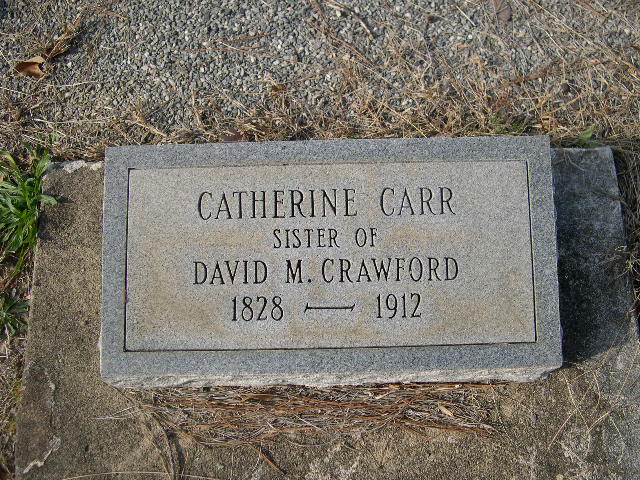 CATHERINE CARR
SISTER OF
DAVID M. CRAWFORD
1828 — 1912